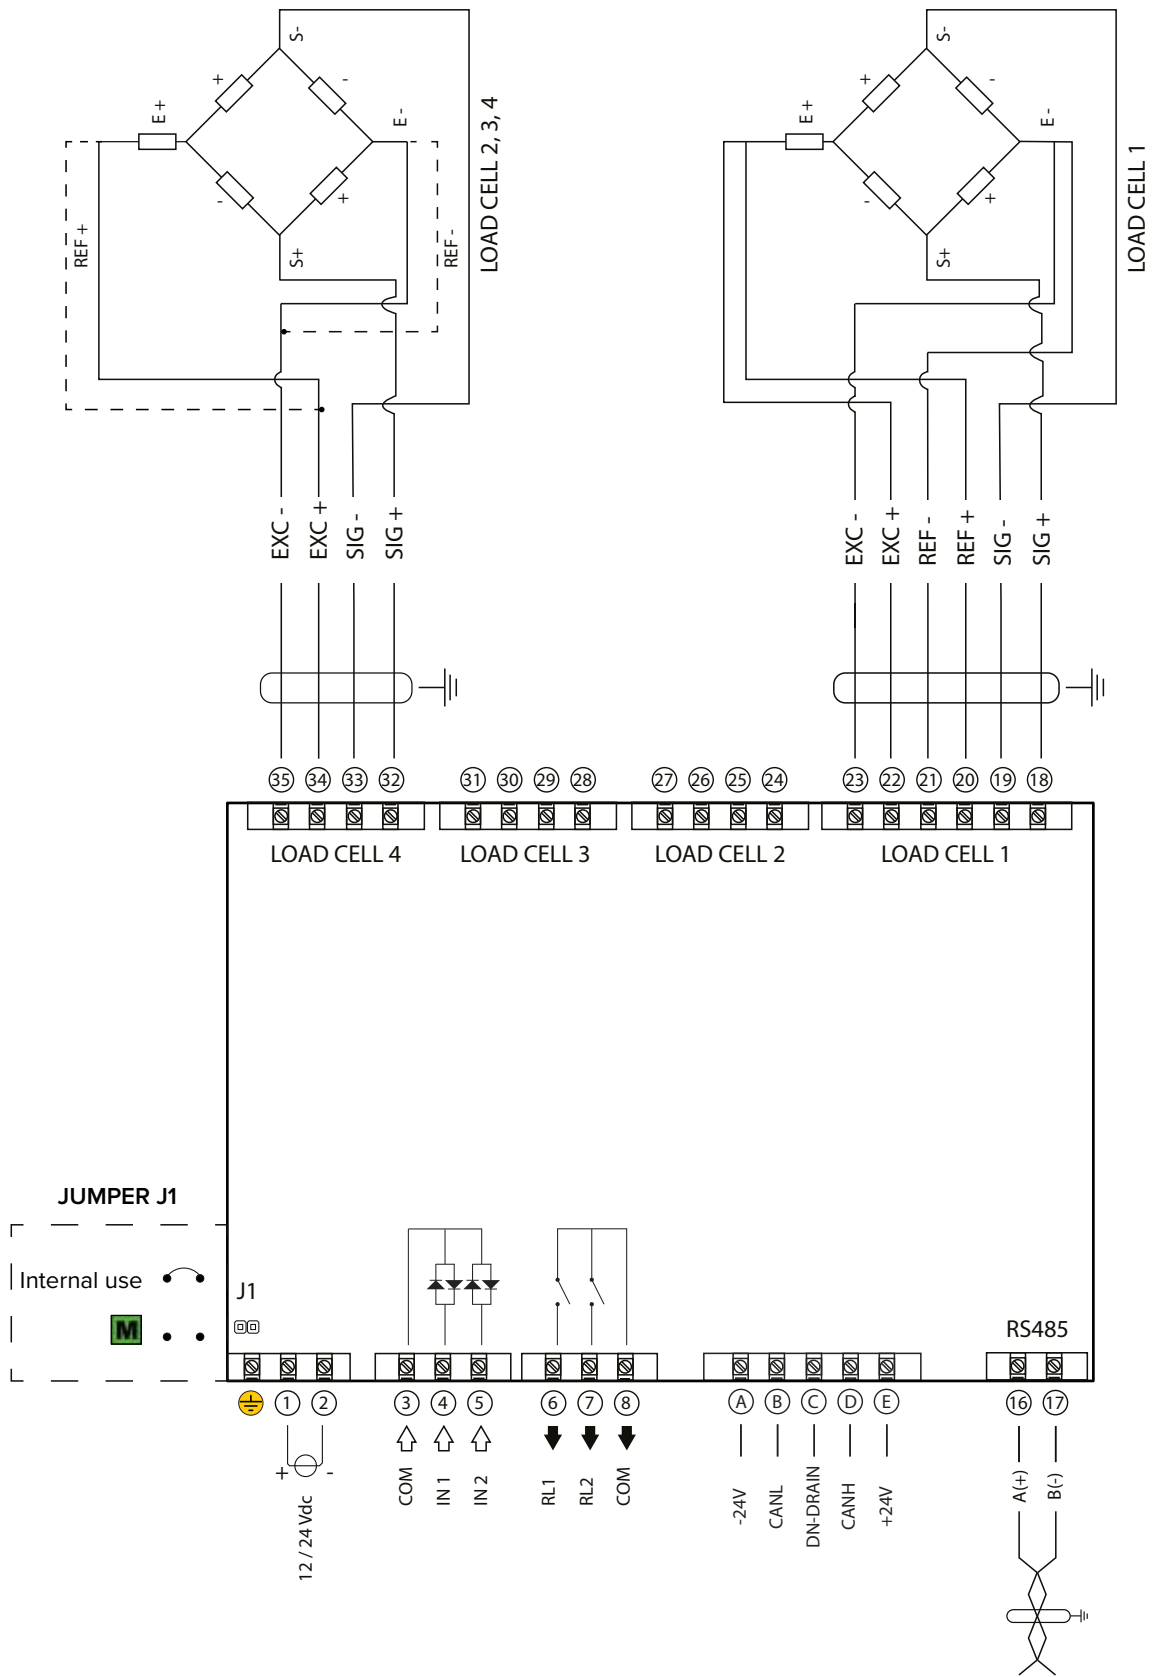 S-
S-
+
-
+
-
E +
E -
E +
E -
LOAD CELL 2, 3, 4
LOAD CELL 1
-
+
-
+
REF +
S+
REF -
S+
EXC -
EXC +
SIG -
SIG +
EXC -
EXC +
REF -
REF +
SIG -
SIG +
35 34 33 32 31 30 29 28 27 26 25 24 23 22 21 20 19 18
LOAD CELL 4 LOAD CELL 3 LOAD CELL 2 LOAD CELL 1
JUMPER J1
Internal use
J1
M
RS485
1 2 3 4 5 6 7 8 A B C D E 16 17
+ -
12 / 24 Vdc
COM
IN 1
IN 2
RL1
RL2
COM
-24V
CANL
DN-DRAIN
CANH
+24V
A(+)
B(-)